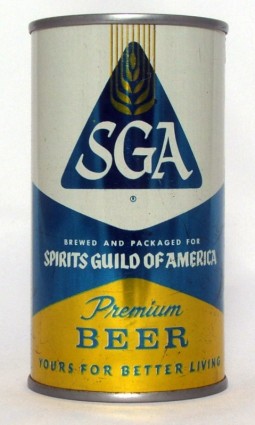 SGA
®
BREWED AND PACKAGED FOR
SPIRITS GUILD OF AMERICA
Premium
BEER
YOURS FOR BETTER LIVING